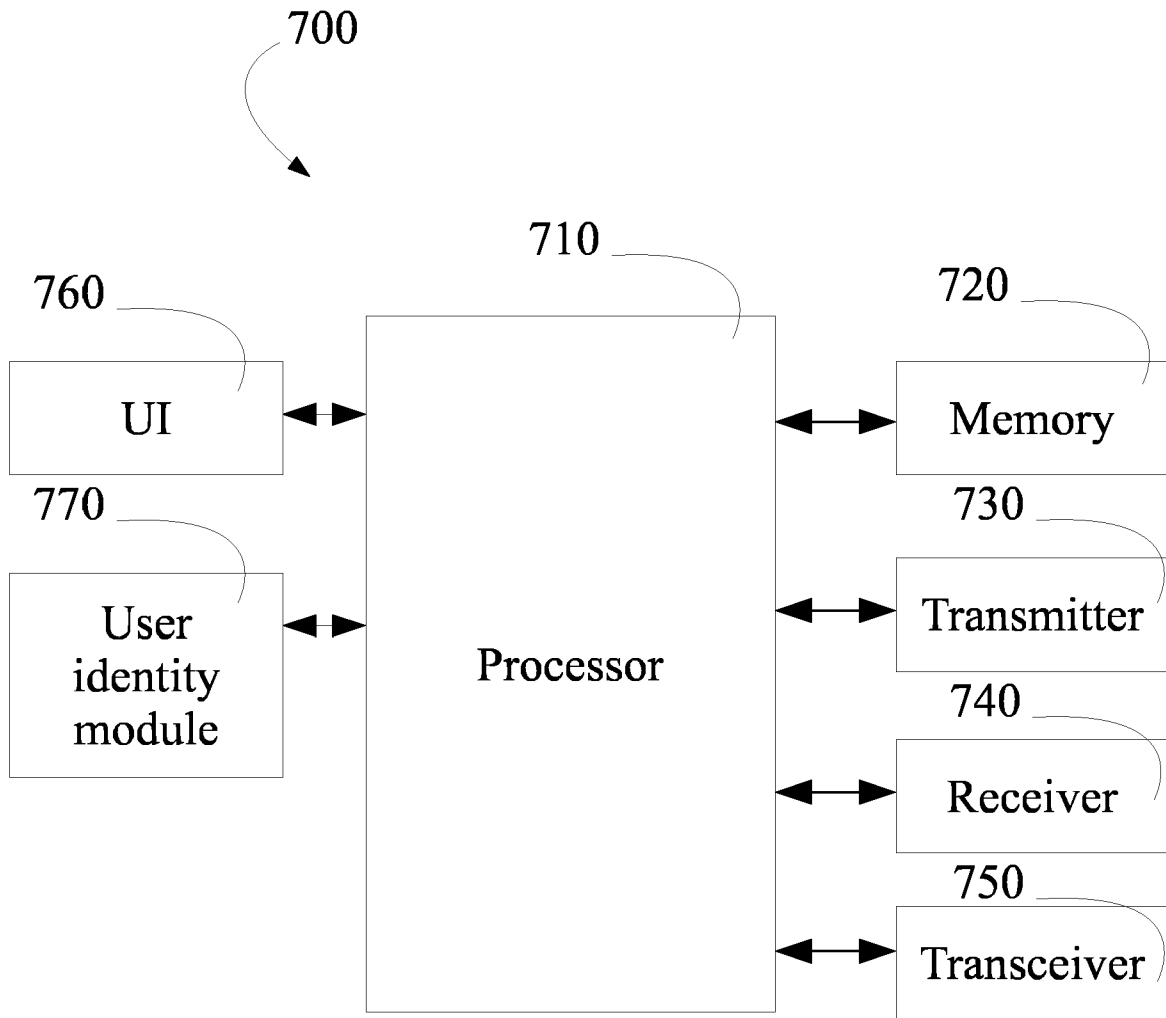 700
710
760
720
UI
Memory
770
730
User
identity
module
Transmitter
Processor
740
Receiver
750
Transceiver